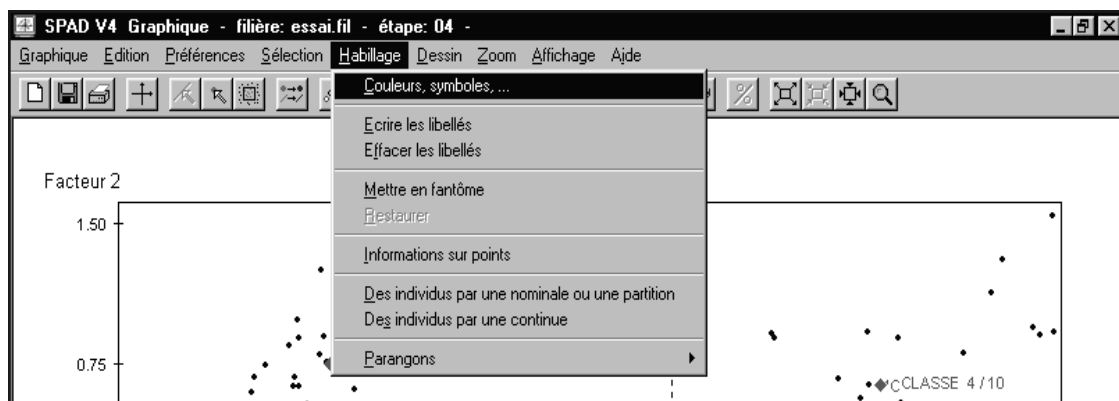 SPAD V4 Graphique - filière: essai.fil - étape: 04 -
Graphique Edition Préférences Sélection Habillage Dessin Zoom Affichage Aide
Couleurs, symboles, ...
Ecrire les libellés
Effacer les libellés
Mettre en fantôme
Restaurer
Informations sur points
Des individus par une nominale ou une partition
Des individus par une continue
Parangons
%
Facteur 2
1.50
0.75
CCLASSE 4 / 10